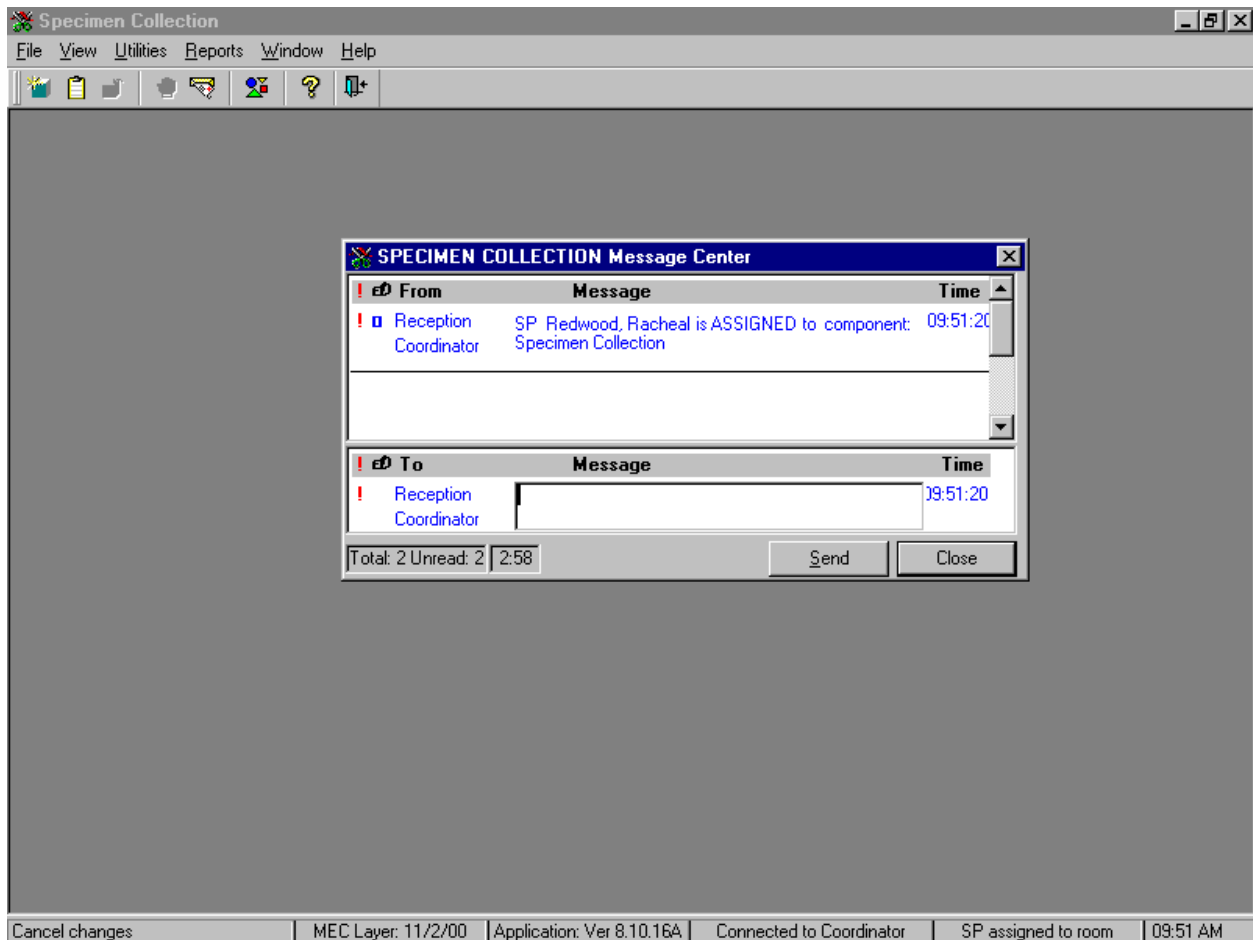 Specimen Collection
File View Utilities Reports Window Help
SPECIMEN COLLECTION Message Center
! From Message Time
! Reception Coordinator SP Redwood, Racheal is ASSIGNED to component: 09:51:20
Specimen Collection
! To Message Time
! Reception Coordinator 09:51:20
Total: 2 Unread: 2 2:58 Send Close
Cancel changes MEC Layer: 11/2/00 Application: Ver 8.10.16A Connected to Coordinator SP assigned to room 09:51 AM